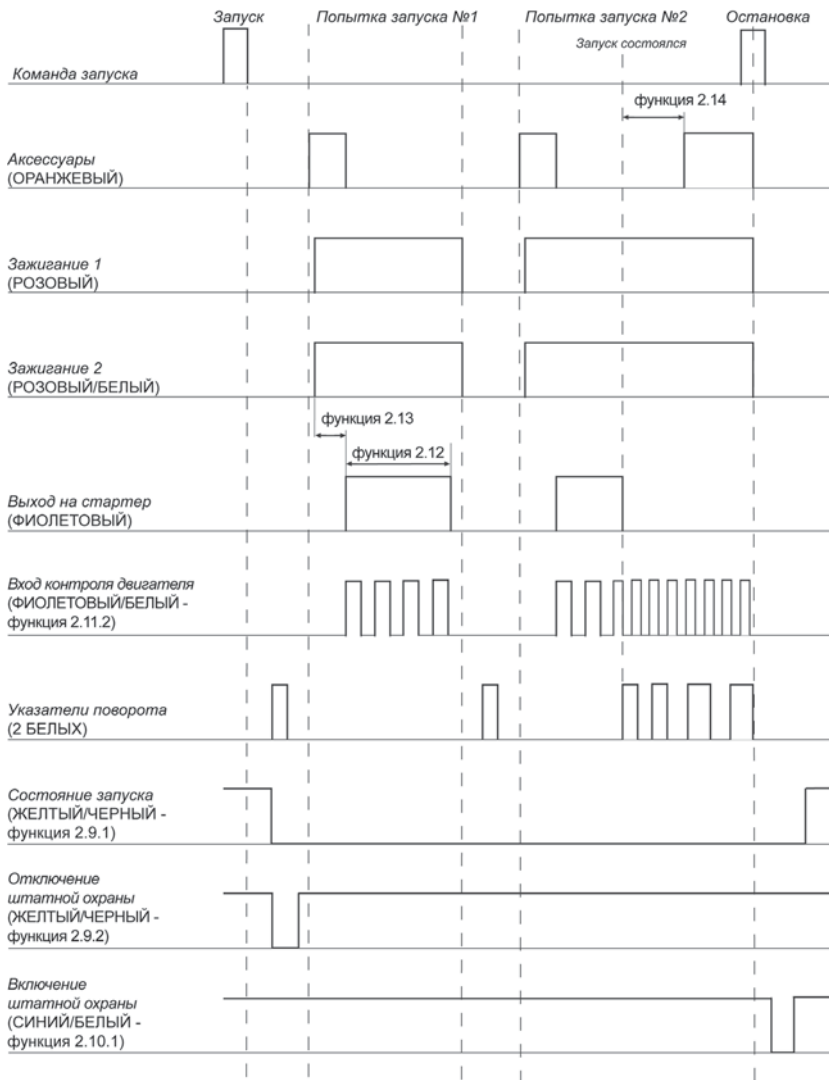 Запуск
Попытка запуска №1
Попытка запуска №2
Остановка
Запуск состоялся
Команда запуска
функция 2.14
Аксессуары
(ОРАНЖЕВЫЙ)
Зажигание 1
(РОЗОВЫЙ)
Зажигание 2
(РОЗОВЫЙ/БЕЛЫЙ)
функция 2.13
функция 2.12
Выход на стартер
(ФИОЛЕТОВЫЙ)
Вход контроля двигателя
(ФИОЛЕТОВЫЙ/БЕЛЫЙ -
функция 2.11.2)
Указатели поворота
(2 БЕЛЫХ)
Состояние запуска
(ЖЕЛТЫЙ/ЧЕРНЫЙ -
функция 2.9.1)
Отключение
штатной охраны
(ЖЕЛТЫЙ/ЧЕРНЫЙ -
функция 2.9.2)
Включение
штатной охраны
(СИНИЙ/БЕЛЫЙ -
функция 2.10.1)